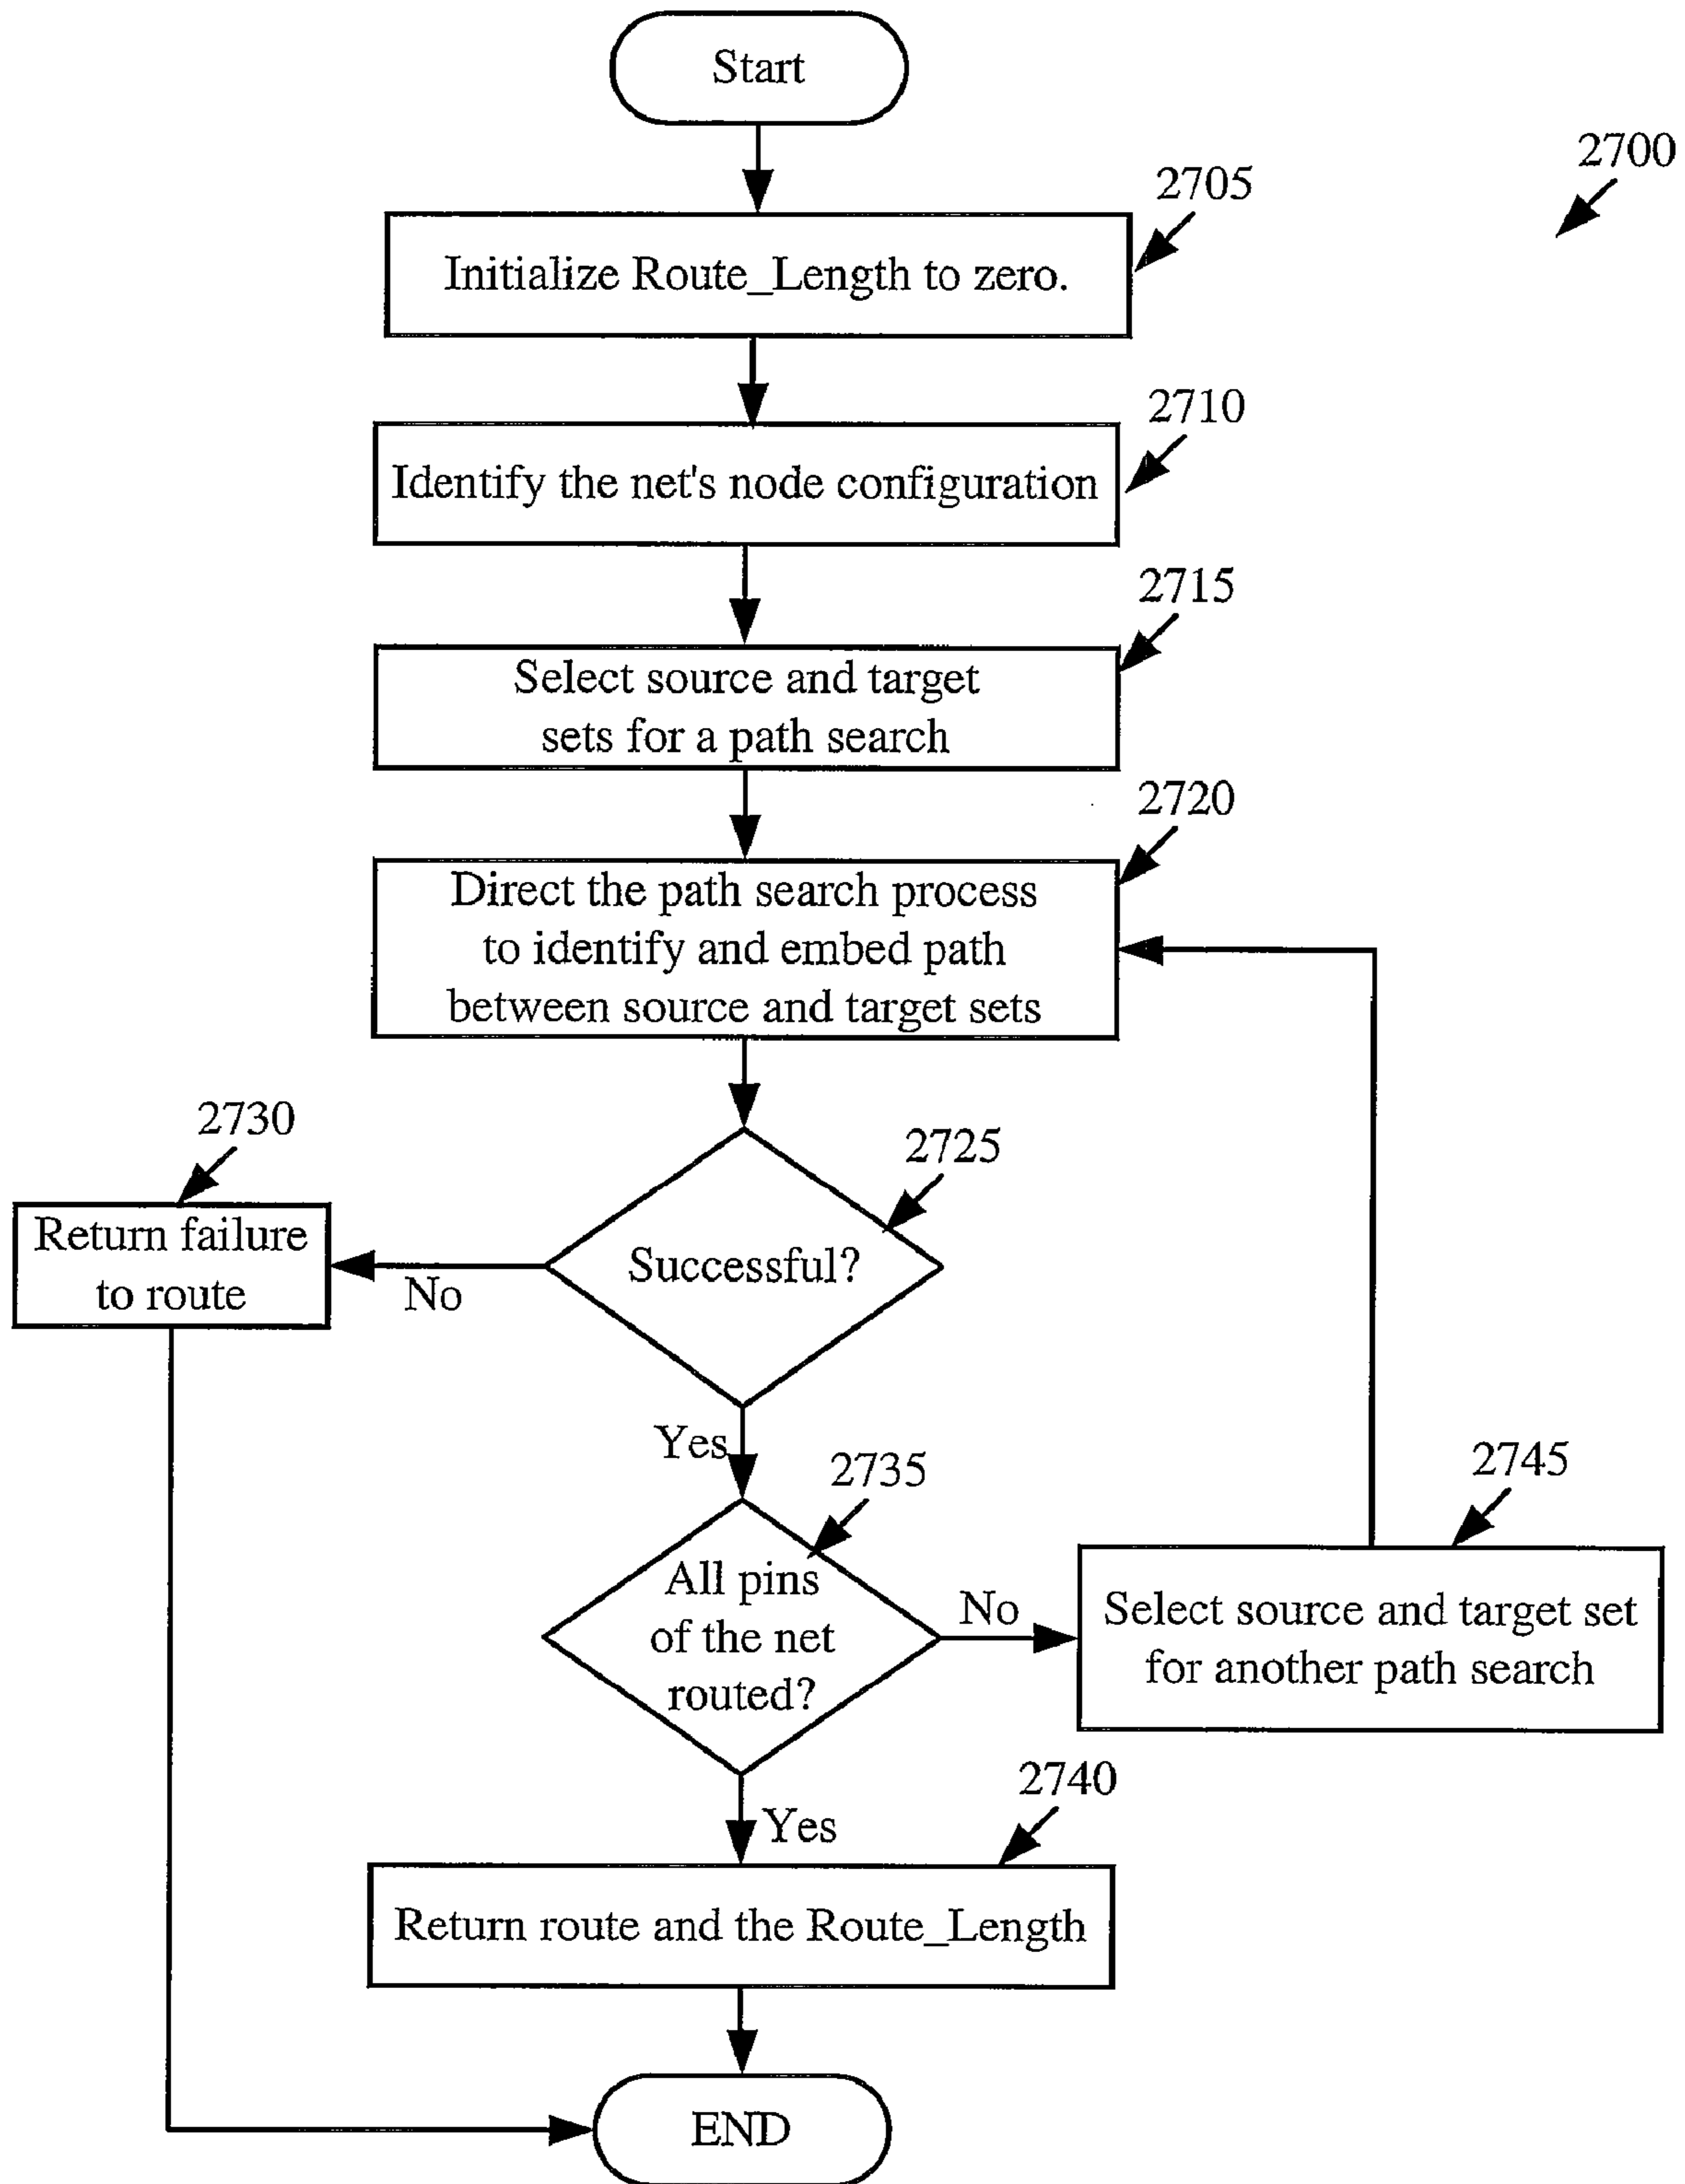 Start
2700
2705
Initialize Route_Length to zero.
2710
Identify the net's node configuration
2715
Select source and target
sets for a path search
2720
Direct the path search process
to identify and embed path
between source and target sets
2730
2725
Return failure
to route
No
Successful?
Yes
2735
2745
All pins
of the net
routed?
No
Select source and target set
for another path search
2740
Yes
Return route and the Route_Length
END